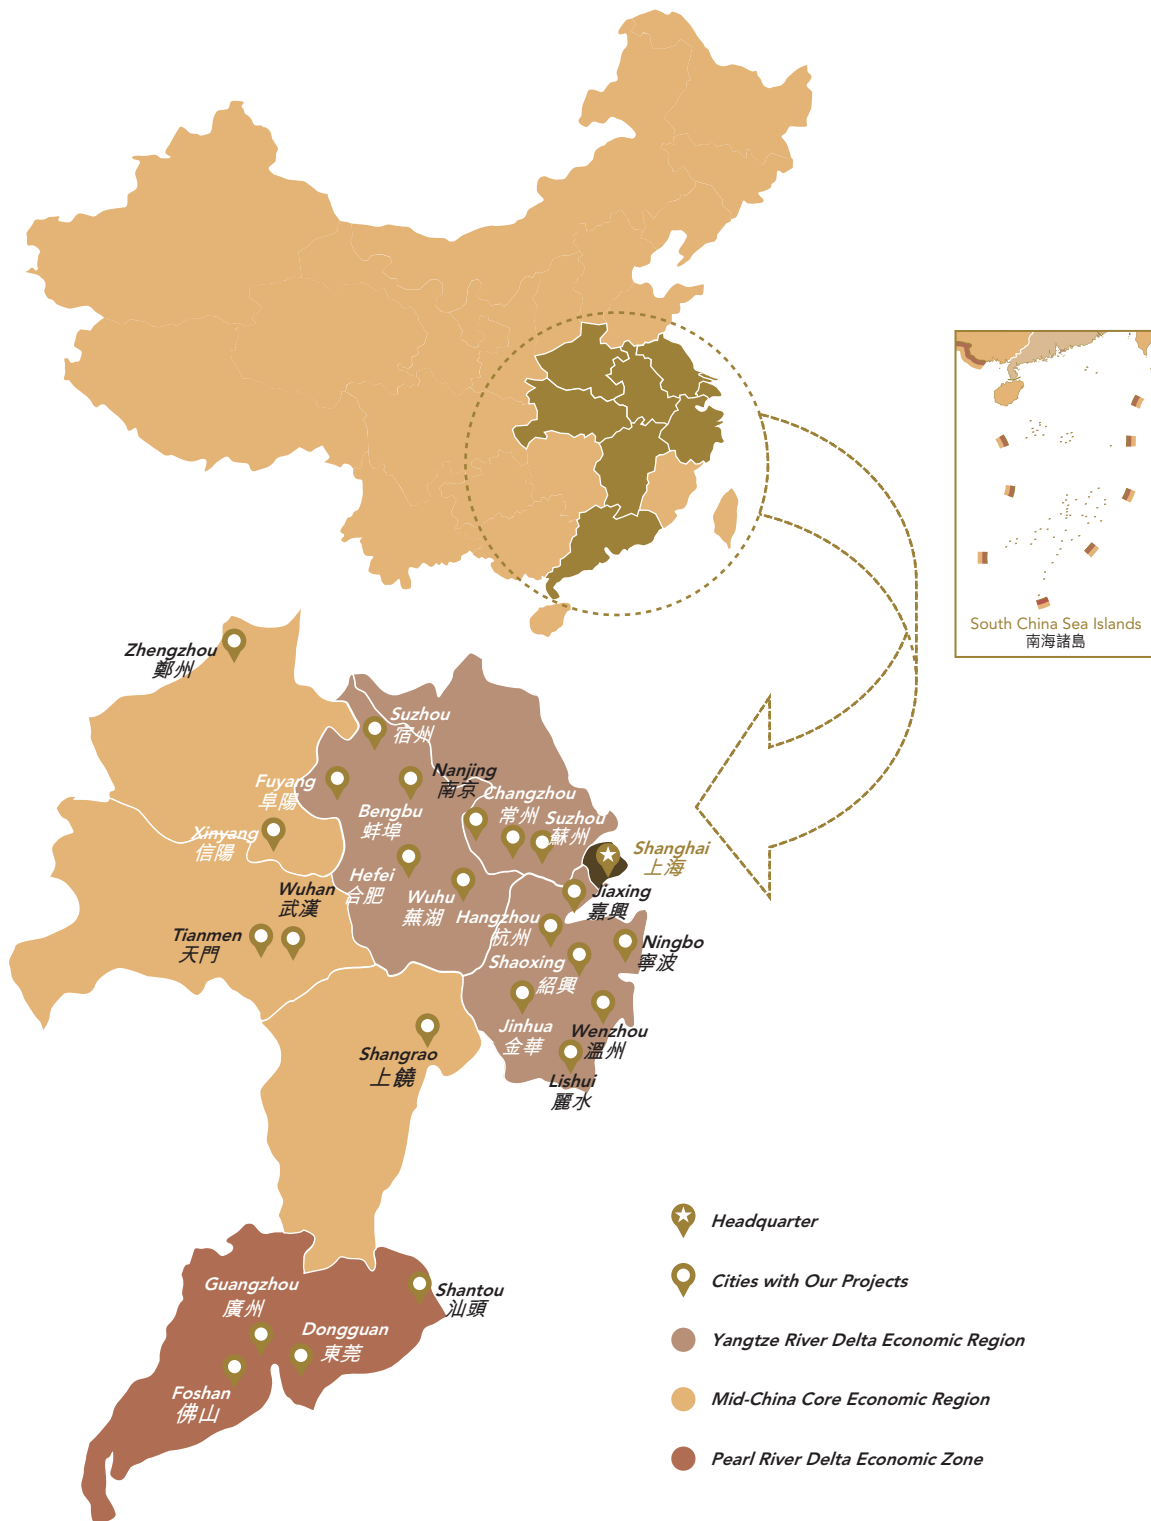 South China Sea Islands
南海諸島
Zhengzhou
鄭州
Suzhou
宿州
Fuyang
阜陽
Nanjing
南京
Bengbu
蚌埠
Changzhou
常州
Suzhou
蘇州
Xinyang
信陽
Shanghai
上海
Hefei
合肥
Wuhu
蕪湖
Wuhan
武漢
Jiaxing
嘉興
Hangzhou
杭州
Tianmen
天門
Ningbo
寧波
Shaoxing
紹興
Jinhua
金華
Wenzhou
溫州
Shangrao
上饒
Lishui
麗水
Guangzhou
廣州
Shantou
汕頭
Dongguan
東莞
Foshan
佛山
Headquarter
Cities with Our Projects
Yangtze River Delta Economic Region
Mid-China Core Economic Region
Pearl River Delta Economic Zone